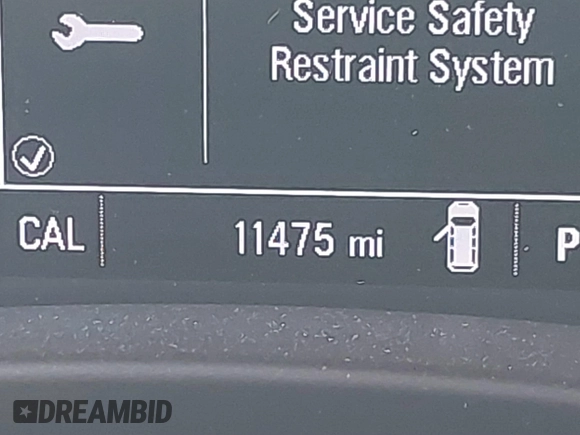 Service Safety
Restraint System
CAL
11475 mi
P
DREAMBID